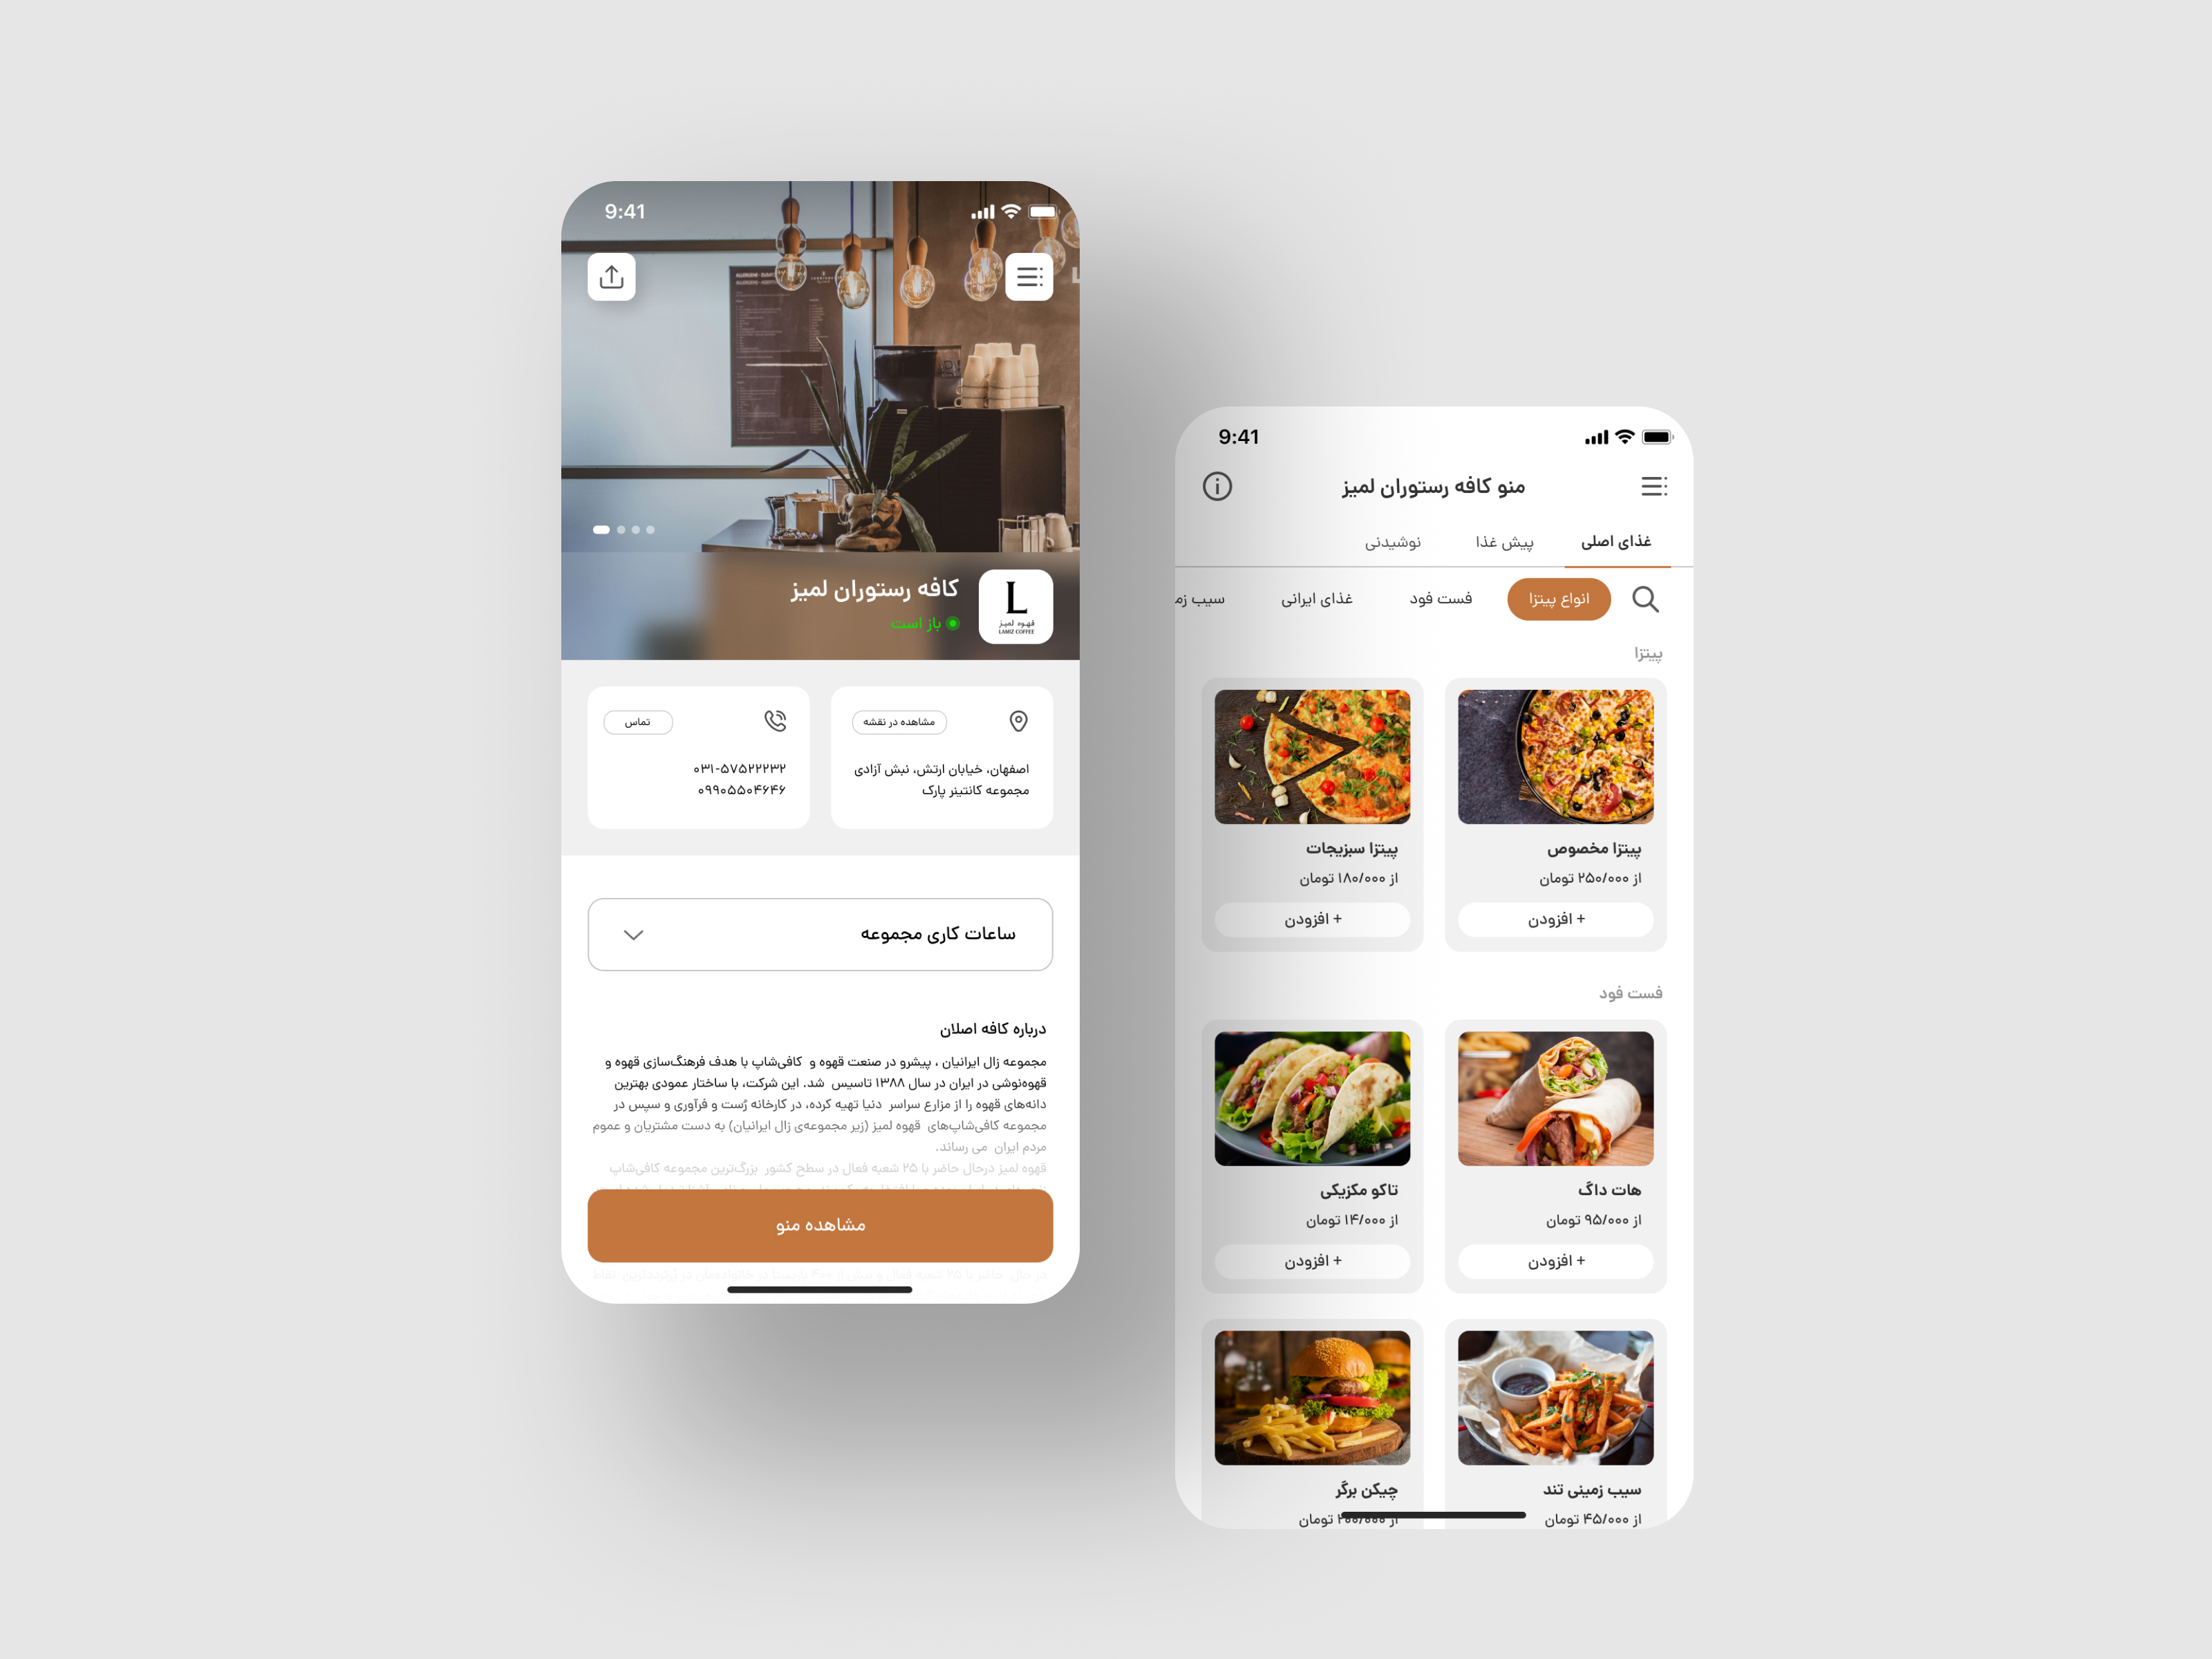 9:41
کافه رستوران لمیز
باز است
L
قهوه لمیز
LAMIZ COFFEE
مشاهده در نقشه
اصفهان، خیابان ارتش، نبش آزادی
مجموعه کانتینر پارک
تماس
۰۳۱-۵۷۵۲۲۲۳۲
۰۹۹۰۵۵۰۴۶۴۶
ساعات کاری مجموعه
درباره کافه اصلان
مجموعه زال ایرانیان ، پیشرو در صنعت قهوه و کافی‌شاپ با هدف فرهنگ‌سازی قهوه و
قهوه‌نوشی در ایران در سال ۱۳۸۸ تاسیس شد. این شرکت، با ساختار عمودی بهترین
دانه‌های قهوه را از مزارع سراسر دنیا تهیه کرده، در کارخانه رُست و فرآوری و سپس در
مجموعه کافی‌شاپ‌های قهوه لمیز (زیر مجموعه‌ی زال ایرانیان) به دست مشتریان و عموم
مردم ایران می رساند.
قهوه لمیز درحال حاضر با ۲۵ شعبه فعال در سطح کشور بزرگ‌ترین مجموعه کافی‌شاپ
مشاهده منو
9:41
منو کافه رستوران لمیز
غذای اصلی
پیش غذا
نوشیدنی
انواع پیتزا
فست فود
غذای ایرانی
سیب زم
پیتزا
پیتزا مخصوص
از ۲۵۰/۰۰۰ تومان
+ افزودن
پیتزا سبزیجات
از ۱۸۰/۰۰۰ تومان
+ افزودن
فست فود
هات داگ
از ۹۵/۰۰۰ تومان
+ افزودن
تاکو مکزیکی
از ۱۴/۰۰۰ تومان
+ افزودن
سیب زمینی تند
از ۴۵/۰۰۰ تومان
چیکن برگر
از ۲۰۰/۰۰۰ تومان